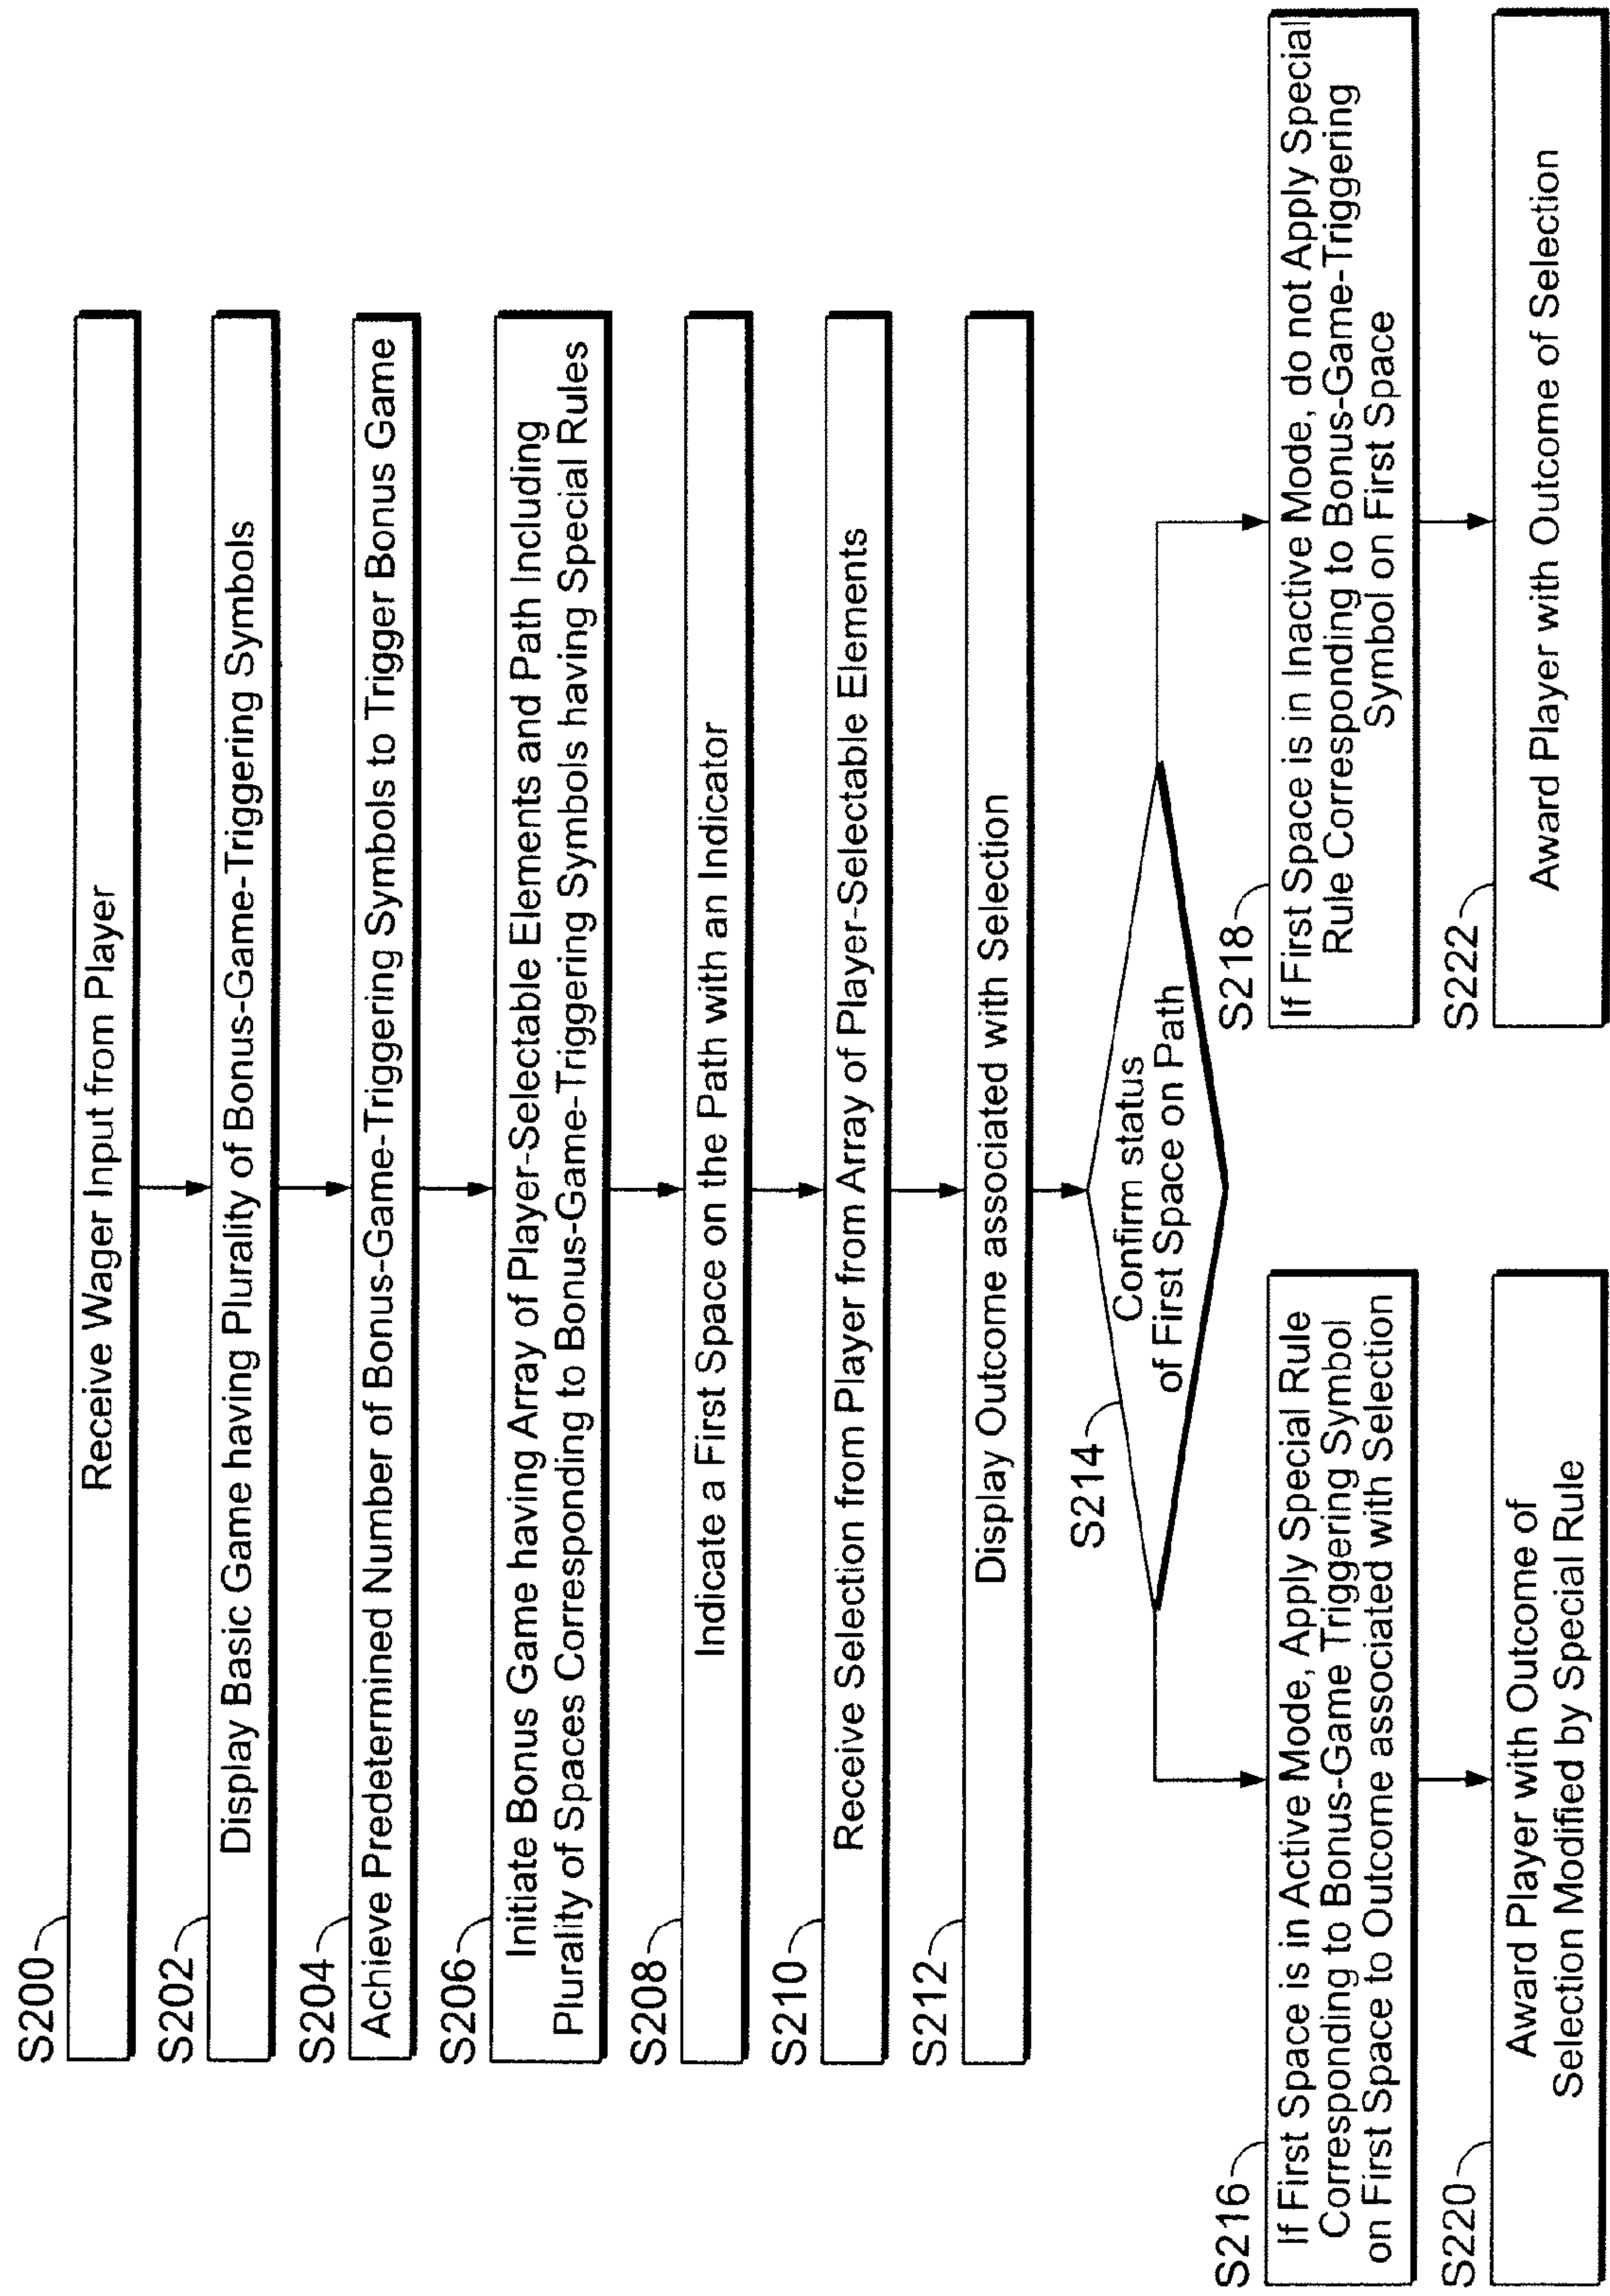 S200
Receive Wager Input from Player
S202
Display Basic Game having Plurality of Bonus-Game-Triggering Symbols
S204
Achieve Predetermined Number of Bonus-Game-Triggering Symbols to Trigger Bonus Game
S206
Initiate Bonus Game having Array of Player-Selectable Elements and Path Including
Plurality of Spaces Corresponding to Bonus-Game-Triggering Symbols having Special Rules
S208
Indicate a First Space on the Path with an Indicator
S210
Receive Selection from Player from Array of Player-Selectable Elements
S212
Display Outcome associated with Selection
S214
Confirm status
of First Space on Path
S216
If First Space is in Active Mode, Apply Special Rule
Corresponding to Bonus-Game Triggering Symbol
on First Space to Outcome associated with Selection
S218
If First Space is in Inactive Mode, do not Apply Special
Rule Corresponding to Bonus-Game-Triggering
Symbol on First Space
S220
Award Player with Outcome of
Selection Modified by Special Rule
S222
Award Player with Outcome of Selection